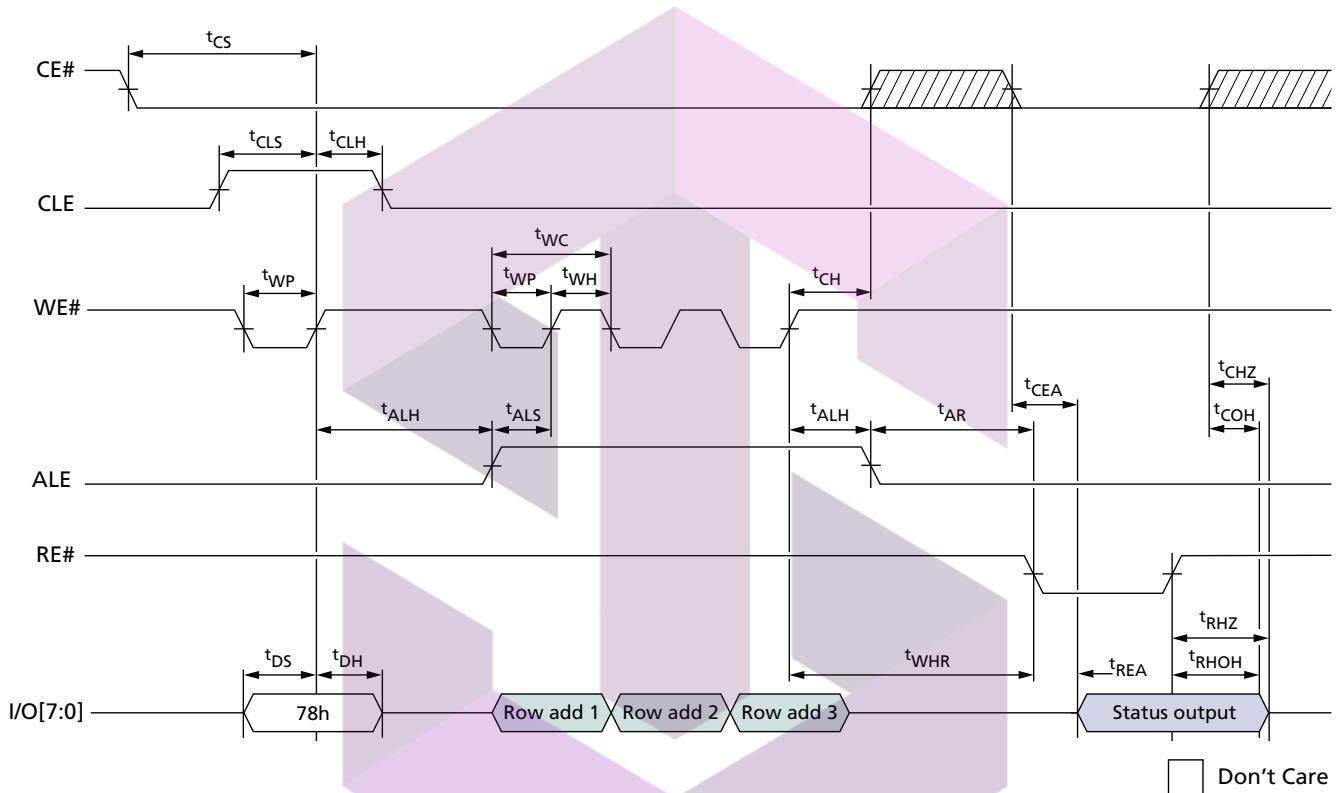 tCS
CE#
tCLS tCLH
CLE
tWC
tWP tWP tWH tCH
WE#
tCHZ
tCEA
tALH tALS tALH tAR tCOH
ALE
RE#
tRHZ
tDS tDH tWHR tREA tRHOH
I/O[7:0] 78h Row add 1 Row add 2 Row add 3 Status output
Don't Care